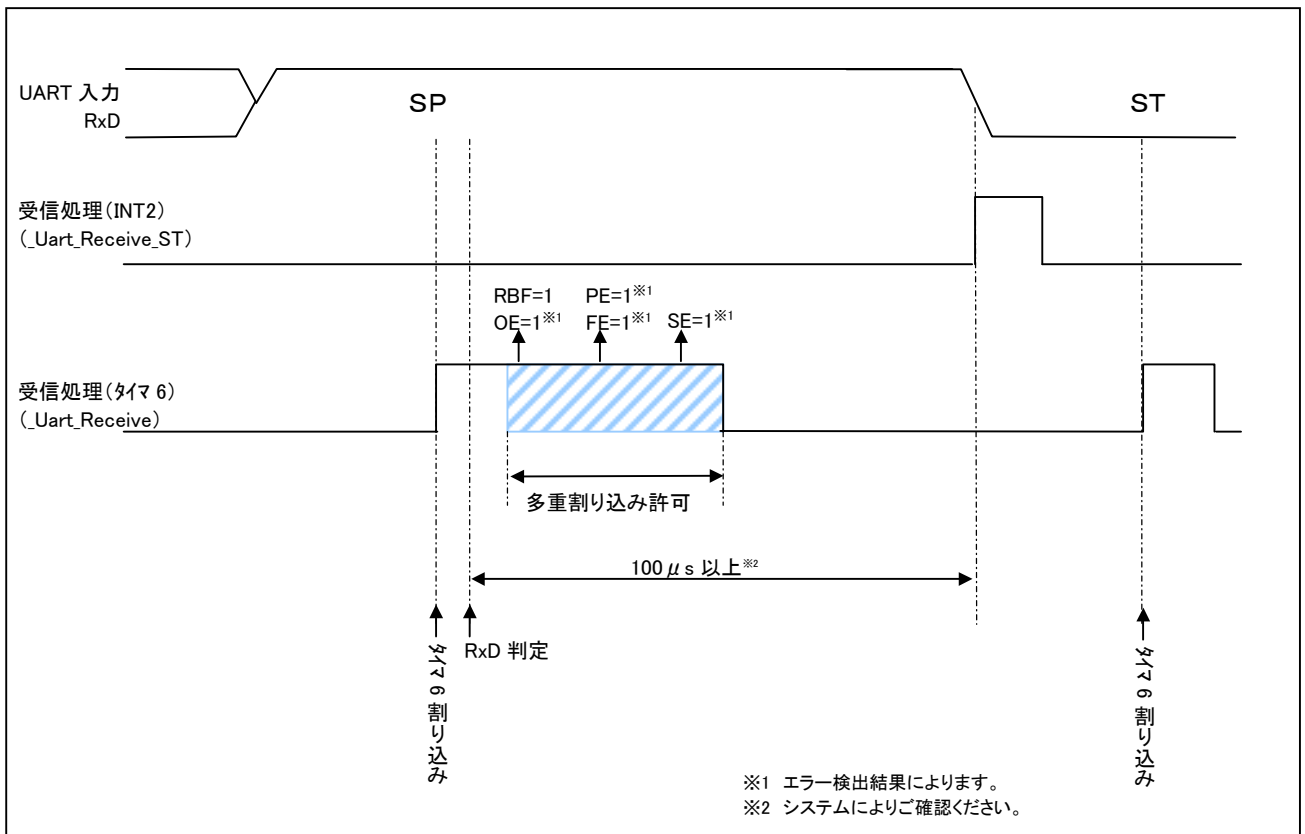 UART 入力
RxD
SP
ST
受信処理(INT2)
(_Uart_Receive_ST)
RBF=1 PE=1※1
OE=1※1 FE=1※1 SE=1※1
受信処理(タイマ 6)
(_Uart_Receive)
多重割り込み許可
100μs 以上※2
RxD 判定
タイマ 6 割り込み
タイマ 6 割り込み
※1 エラー検出結果によります。
※2 システムによりご確認ください。